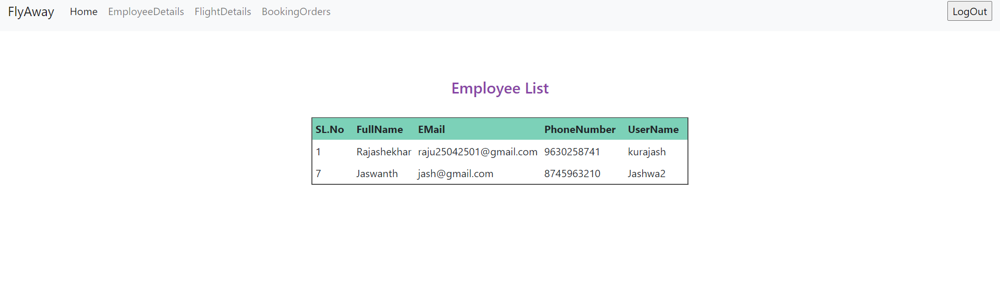 FlyAway Home EmployeeDetails FlightDetails BookingOrders LogOut
Employee List
SL.No FullName EMail PhoneNumber UserName
1 Rajashekhar raju25042501@gmail.com 9630258741 kurajash
7 Jaswanth jash@gmail.com 8745963210 Jashwa2